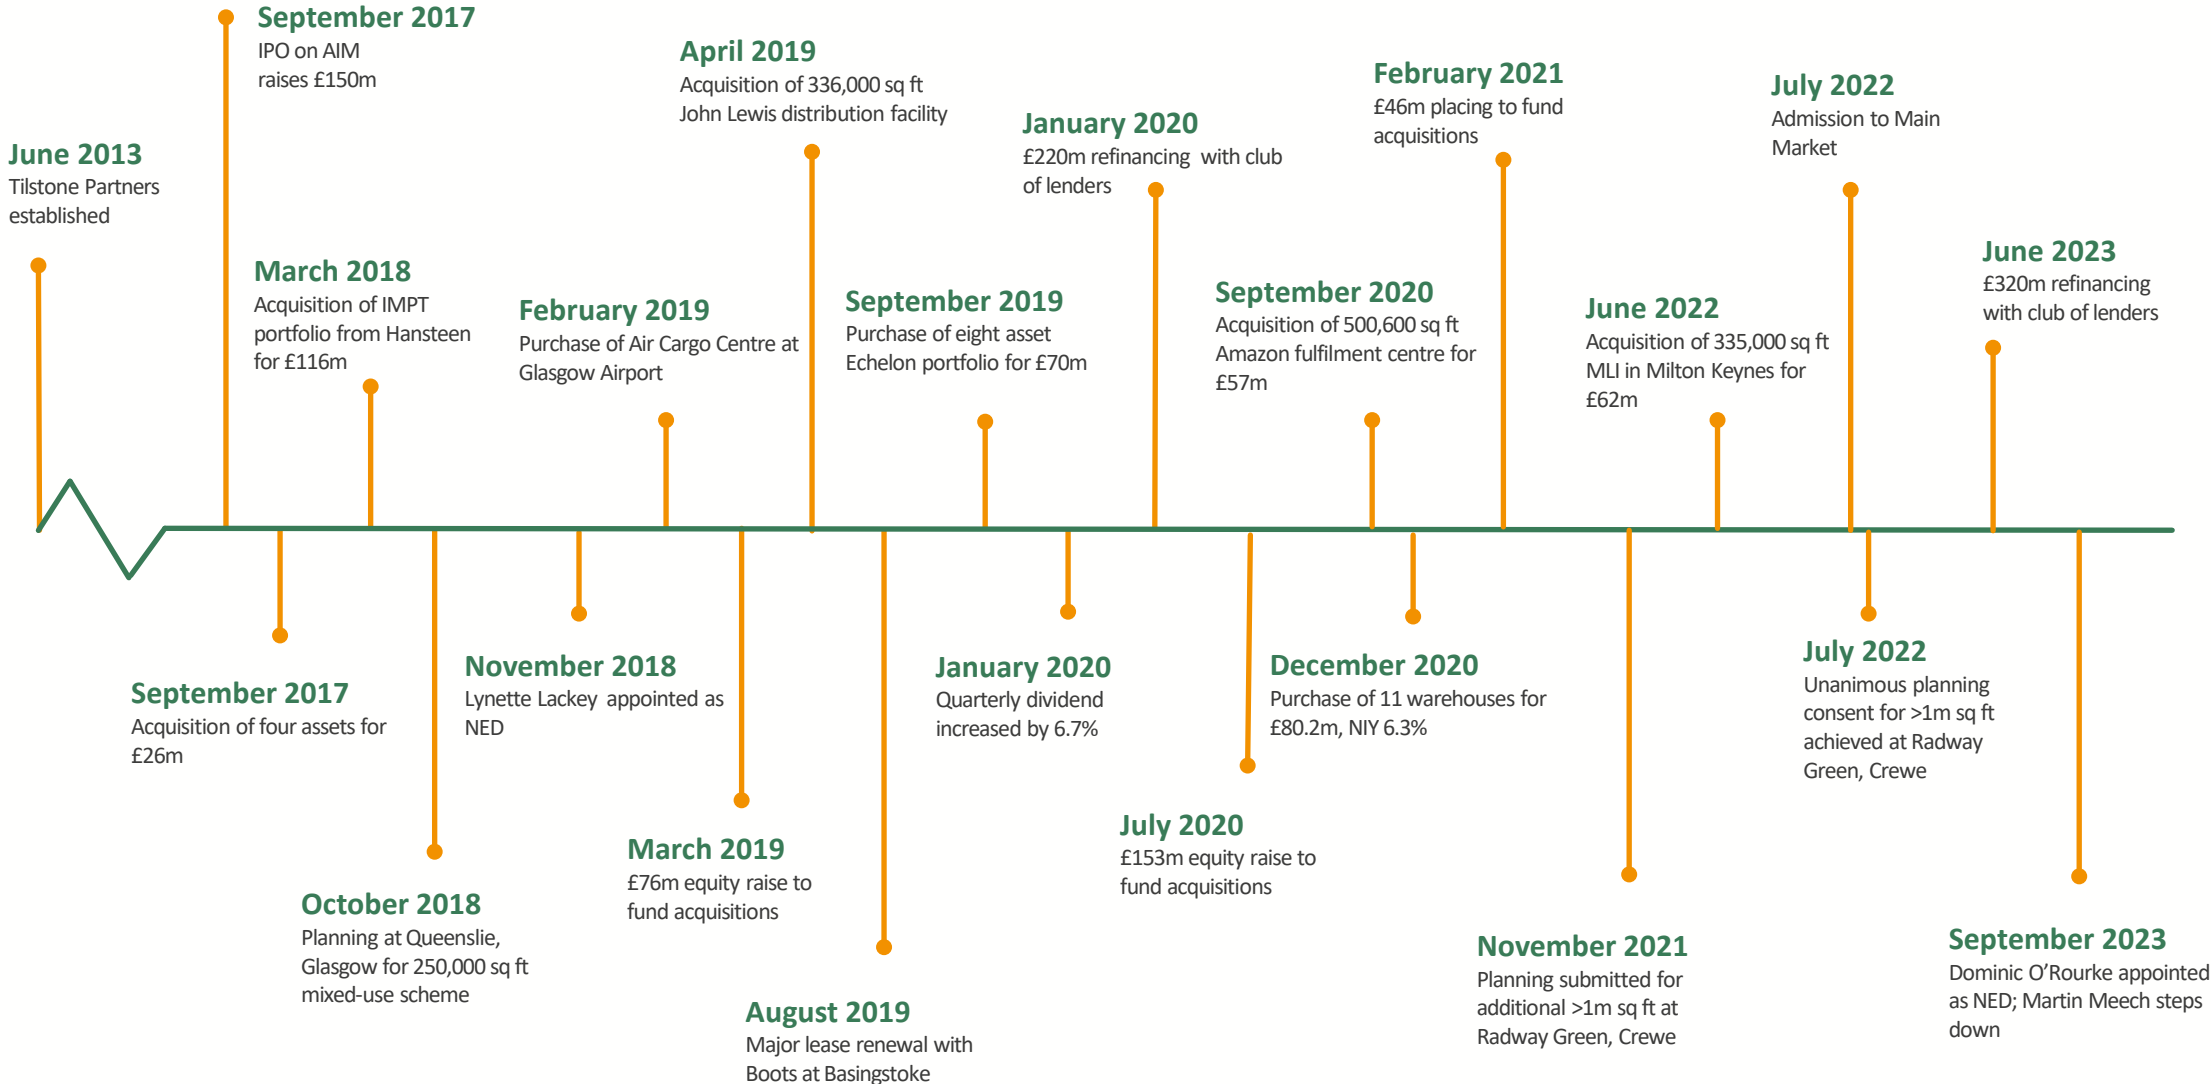 September 2017
IPO on AIM
raises £150m
April 2019
Acquisition of 336,000 sq ft
John Lewis distribution facility
February 2021
£46m placing to fund
acquisitions
July 2022
Admission to Main
Market
January 2020
£220m refinancing with club
of lenders
June 2013
Tilstone Partners
established
March 2018
Acquisition of IMPT
portfolio from Hansteen
for £116m
February 2019
Purchase of Air Cargo Centre at
Glasgow Airport
September 2019
Purchase of eight asset
Echelon portfolio for £70m
September 2020
Acquisition of 500,600 sq ft
Amazon fulfilment centre for
£57m
June 2022
Acquisition of 335,000 sq ft
MLI in Milton Keynes for
£62m
June 2023
£320m refinancing
with club of lenders
September 2017
Acquisition of four assets for
£26m
November 2018
Lynette Lackey appointed as
NED
January 2020
Quarterly dividend
increased by 6.7%
December 2020
Purchase of 11 warehouses for
£80.2m, NIY 6.3%
July 2022
Unanimous planning
consent for >1m sq ft
achieved at Radway
Green, Crewe
October 2018
Planning at Queenslie,
Glasgow for 250,000 sq ft
mixed-use scheme
March 2019
£76m equity raise to
fund acquisitions
July 2020
£153m equity raise to
fund acquisitions
August 2019
Major lease renewal with
Boots at Basingstoke
November 2021
Planning submitted for
additional >1m sq ft at
Radway Green, Crewe
September 2023
Dominic O’Rourke appointed
as NED; Martin Meech steps
down